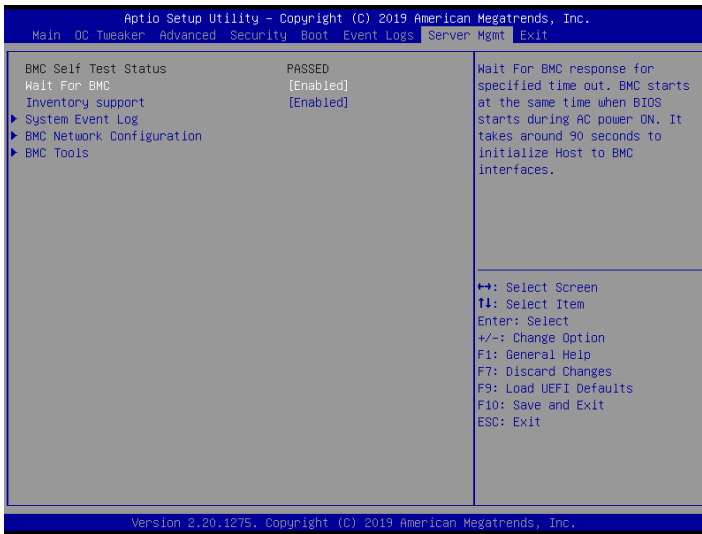 Aptio Setup Utility – Copyright (C) 2019 American Megatrends, Inc.
Main OC Tweaker Advanced Security Boot Event Logs Server Mgmt Exit
BMC Self Test Status PASSED
Wait For BMC [Enabled]
Inventory support [Enabled]
System Event Log
BMC Network Configuration
BMC Tools
Wait For BMC response for
specified time out. BMC starts
at the same time when BIOS
starts during AC power ON. It
takes around 90 seconds to
initialize Host to BMC
interfaces.
↔: Select Screen
↑↓: Select Item
Enter: Select
+/-: Change Option
F1: General Help
F7: Discard Changes
F9: Load UEFI Defaults
F10: Save and Exit
ESC: Exit
Version 2.20.1275. Copyright (C) 2019 American Megatrends, Inc.